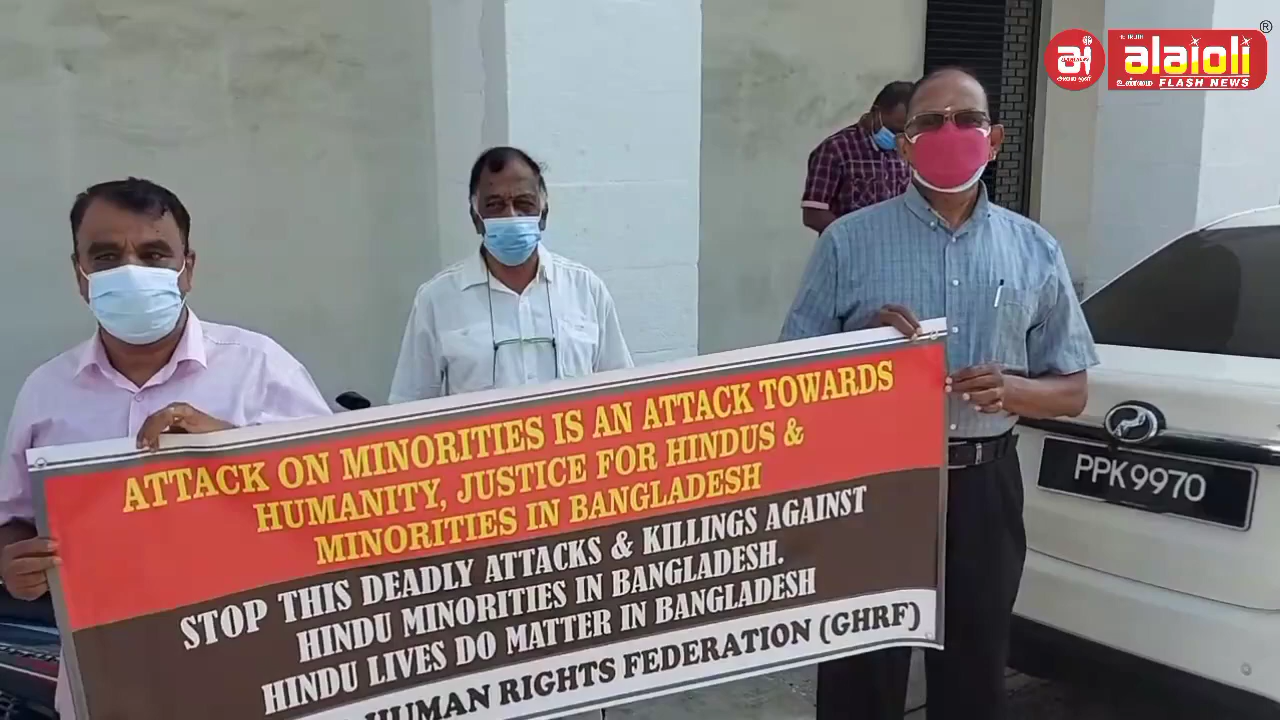 alaioli
உண்மை FLASH NEWS
ATTACK ON MINORITIES IS AN ATTACK TOWARDS
HUMANITY, JUSTICE FOR HINDUS &
MINORITIES IN BANGLADESH
STOP THIS DEADLY ATTACKS & KILLINGS AGAINST
HINDU MINORITIES IN BANGLADESH.
HINDU LIVES DO MATTER IN BANGLADESH
HUMAN RIGHTS FEDERATION (GHRF)
PPK 9970